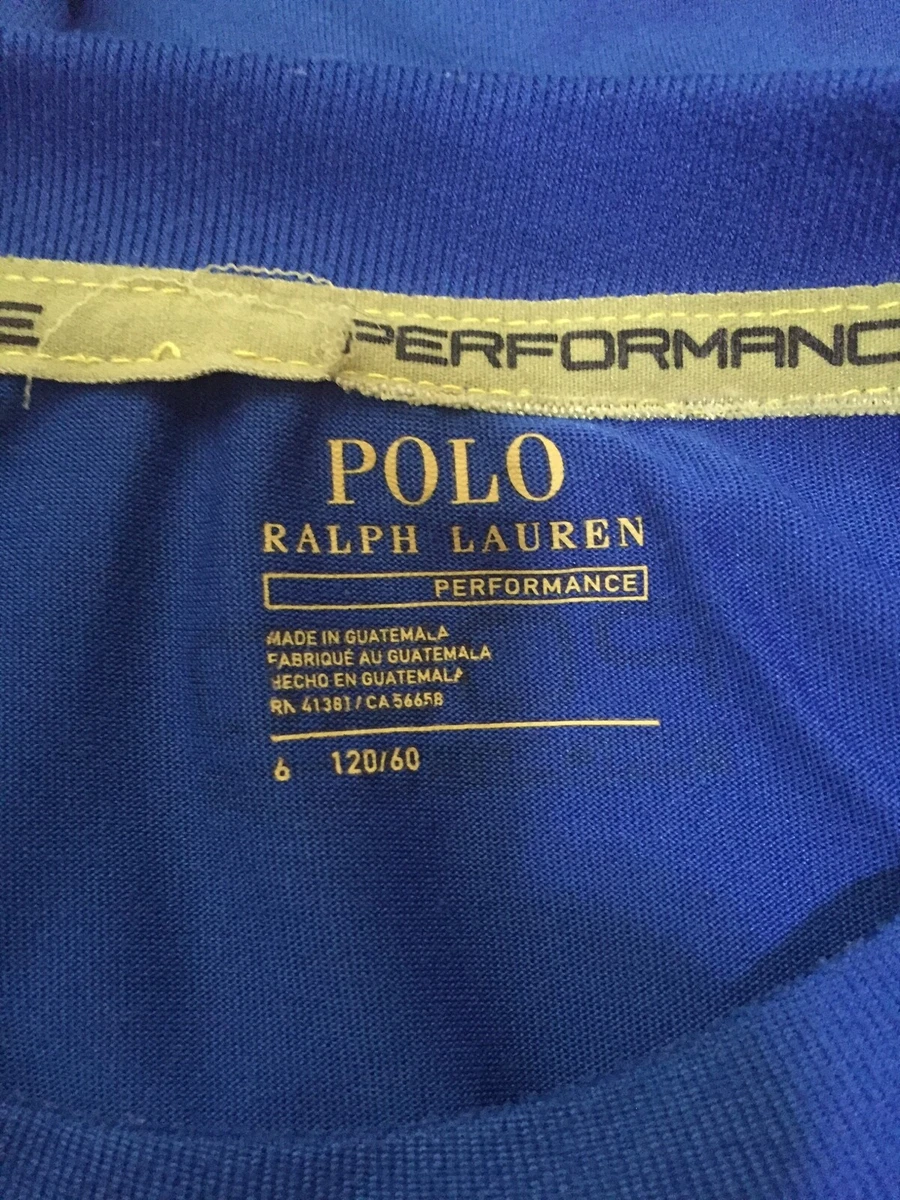 E PERFORMANC
POLO
RALPH LAUREN
PERFORMANCE
MADE IN GUATEMALA
FABRIQUÉ AU GUATEMALA
HECHO EN GUATEMALA
RN 41381 / CA 56658
6 120/60